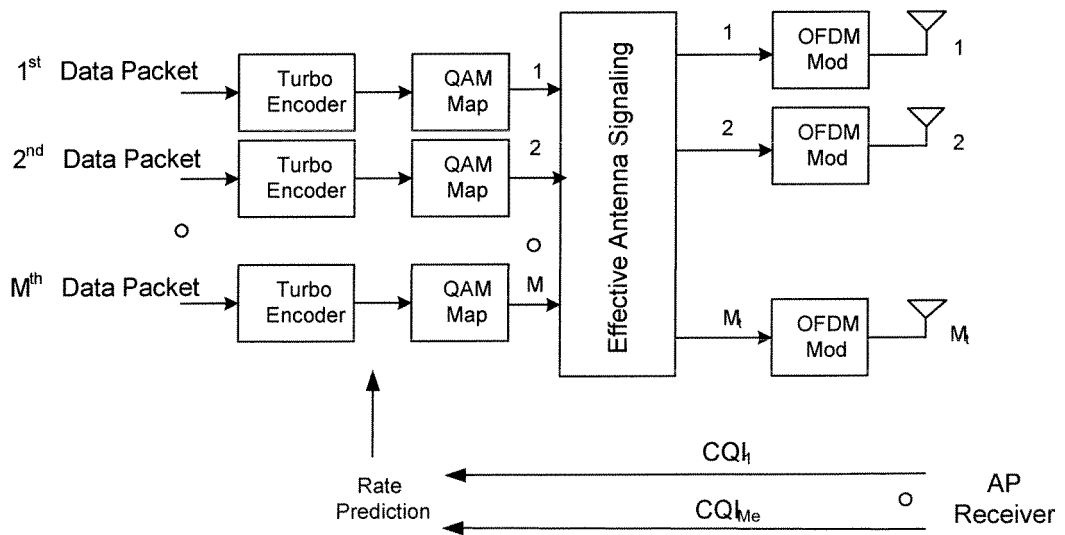 1st Data Packet
Turbo
Encoder
QAM
Map
1
Effective Antenna Signaling
1
OFDM
Mod
1
2nd Data Packet
Turbo
Encoder
QAM
Map
2
2
OFDM
Mod
2
Mth Data Packet
Turbo
Encoder
QAM
Map
M
Mt
OFDM
Mod
Mt
Rate
Prediction
CQI1
CQIMe
AP
Receiver